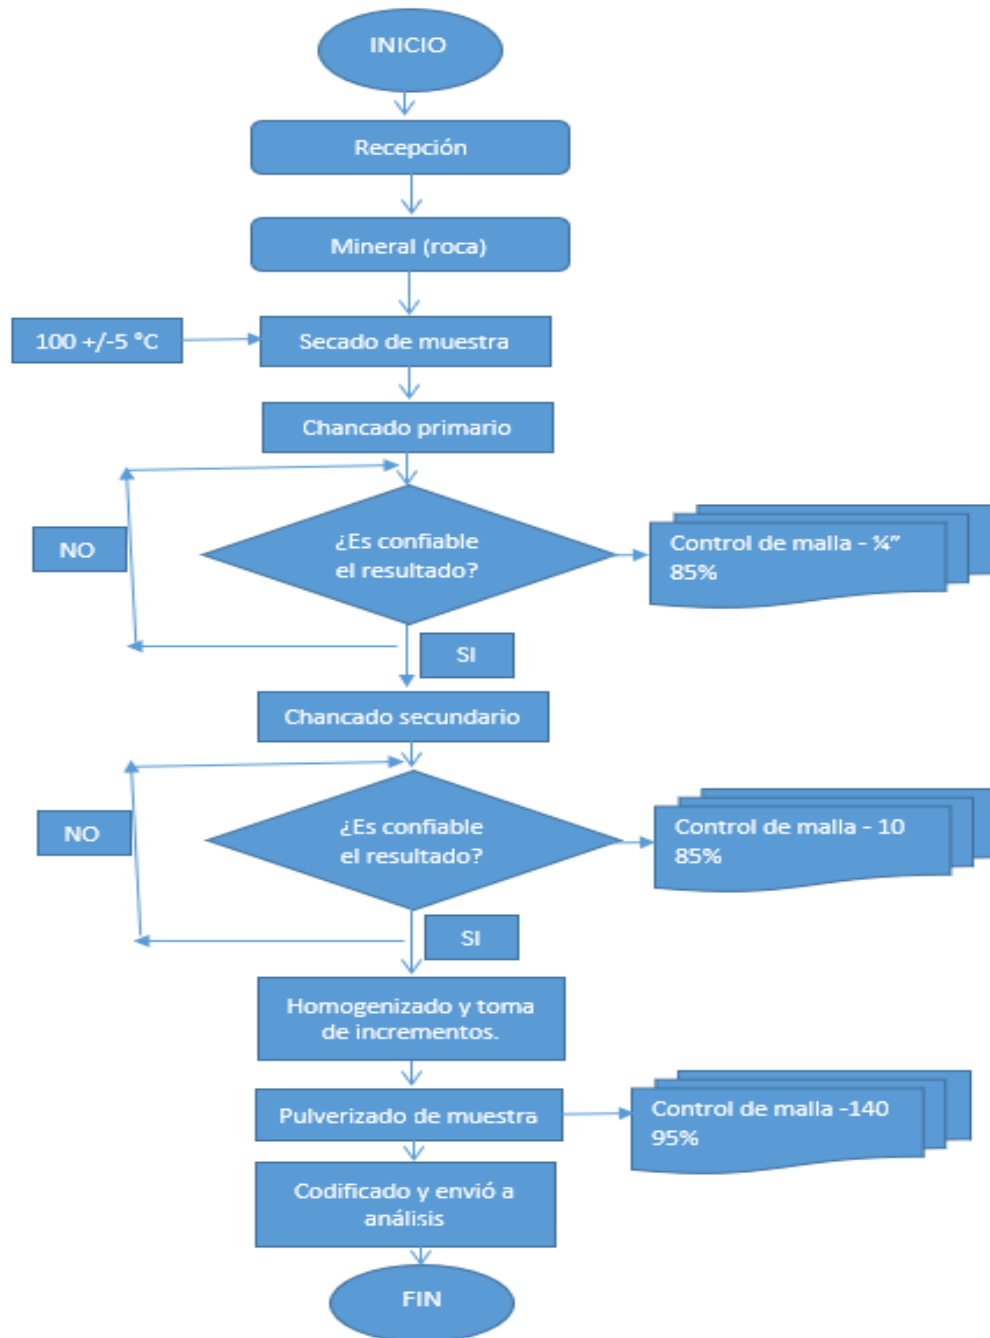 INICIO
Recepción
Mineral (roca)
100 +/-5 °C
Secado de muestra
Chancado primario
¿Es confiable
el resultado?
NO
Control de malla - ¼”
85%
SI
Chancado secundario
¿Es confiable
el resultado?
NO
Control de malla - 10
85%
SI
Homogenizado y toma
de incrementos.
Pulverizado de muestra
Control de malla -140
95%
Codificado y envió a
análisis
FIN